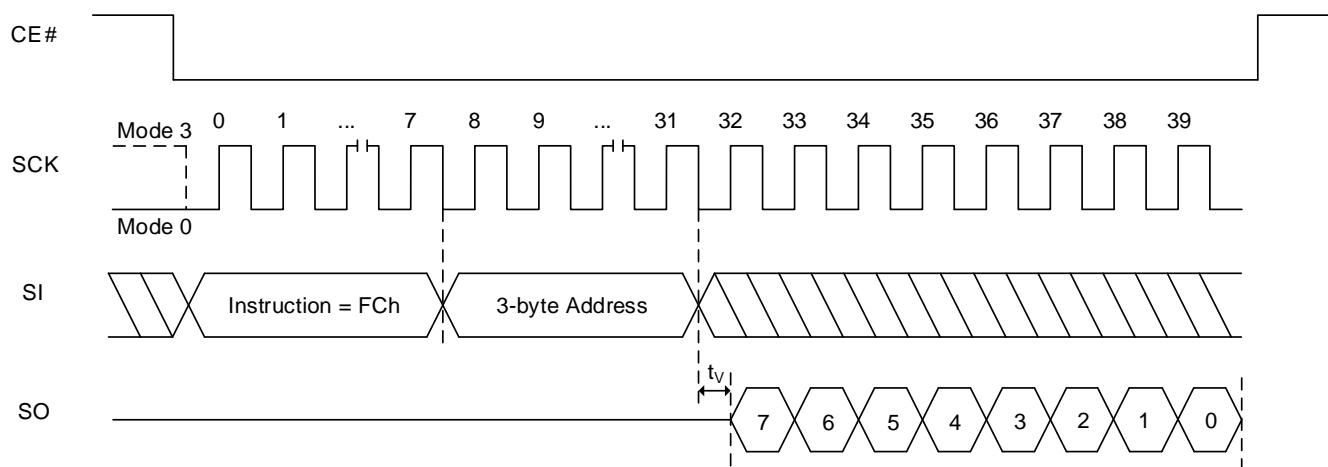 CE#
0 1 ... 7 8 9 ... 31 32 33 34 35 36 37 38 39
Mode 3
SCK
Mode 0
SI
Instruction = FCh 3-byte Address
tV
SO
7 6 5 4 3 2 1 0